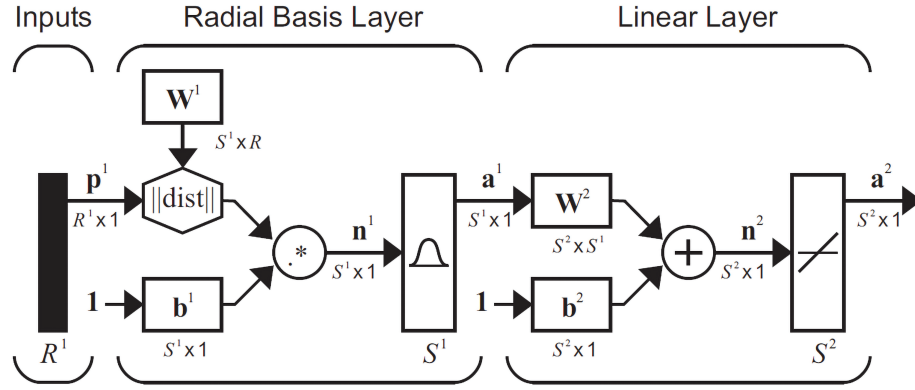 Inputs
Radial Basis Layer
Linear Layer
W¹
S¹ x R
p¹
R¹ x 1
||dist||
.*
n¹
S¹ x 1
1
b¹
S¹ x 1
R¹
S¹
a¹
S¹ x 1
W²
S² x S¹
+
n²
S² x 1
1
b²
S² x 1
a²
S² x 1
S²